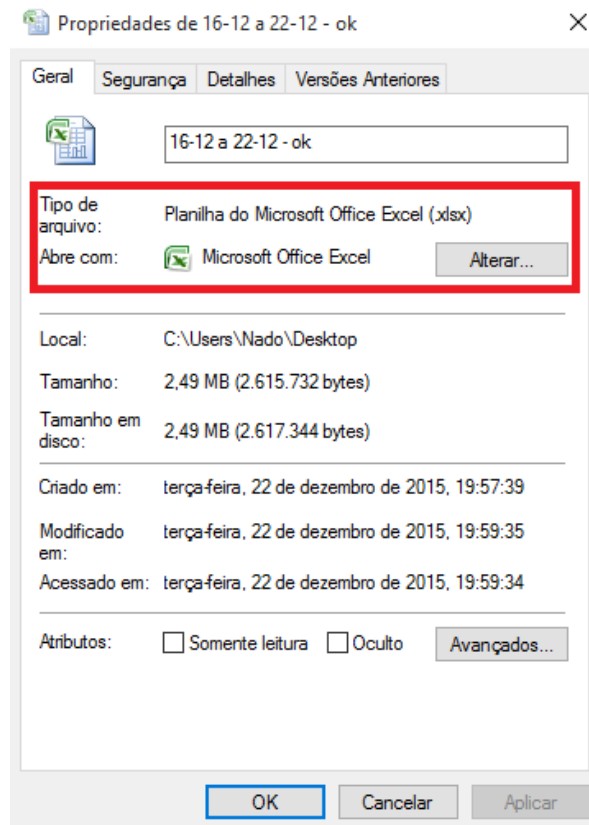 Propriedades de 16-12 a 22-12 - ok
Geral Segurança Detalhes Versões Anteriores
16-12 a 22-12 - ok
Tipo de arquivo: Planilha do Microsoft Office Excel (.xlsx)
Abre com: Microsoft Office Excel Alterar...
Local: C:\Users\Nado\Desktop
Tamanho: 2,49 MB (2.615.732 bytes)
Tamanho em disco: 2,49 MB (2.617.344 bytes)
Criado em: terça-feira, 22 de dezembro de 2015, 19:57:39
Modificado em: terça-feira, 22 de dezembro de 2015, 19:59:35
Acessado em: terça-feira, 22 de dezembro de 2015, 19:59:34
Atributos: Somente leitura Oculto Avançados...
OK Cancelar Aplicar